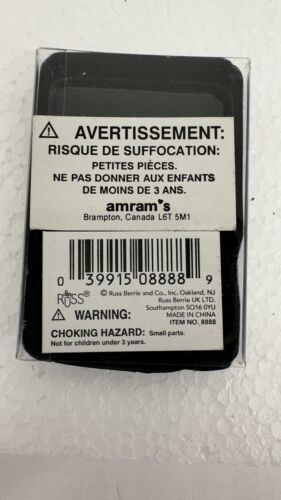 ⚠ AVERTISSEMENT:
RISQUE DE SUFFOCATION:
PETITES PIÈCES.
NE PAS DONNER AUX ENFANTS
DE MOINS DE 3 ANS.
amram's
Brampton, Canada L6T 5M1
0 39915 08888 9
RUSS® © Russ Berrie and Co., Inc. Oakland, NJ
Russ Berrie UK LTD.
Southampton SO16 0YU
MADE IN CHINA
ITEM NO. 8888
⚠ WARNING:
CHOKING HAZARD: Small parts.
Not for children under 3 years.